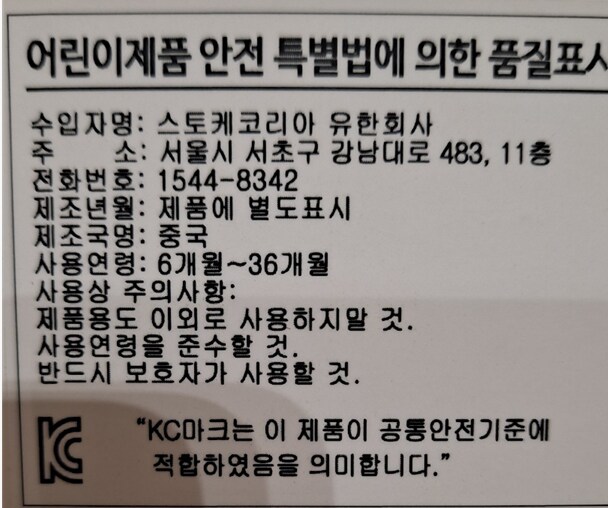 어린이제품 안전 특별법에 의한 품질표시
수입자명: 스토케코리아 유한회사
주 소: 서울시 서초구 강남대로 483, 11층
전화번호: 1544-8342
제조년월: 제품에 별도표시
제조국명: 중국
사용연령: 6개월~36개월
사용상 주의사항:
제품용도 이외로 사용하지말 것.
사용연령을 준수할 것.
반드시 보호자가 사용할 것.
KC
"KC마크는 이 제품이 공통안전기준에
적합하였음을 의미합니다."